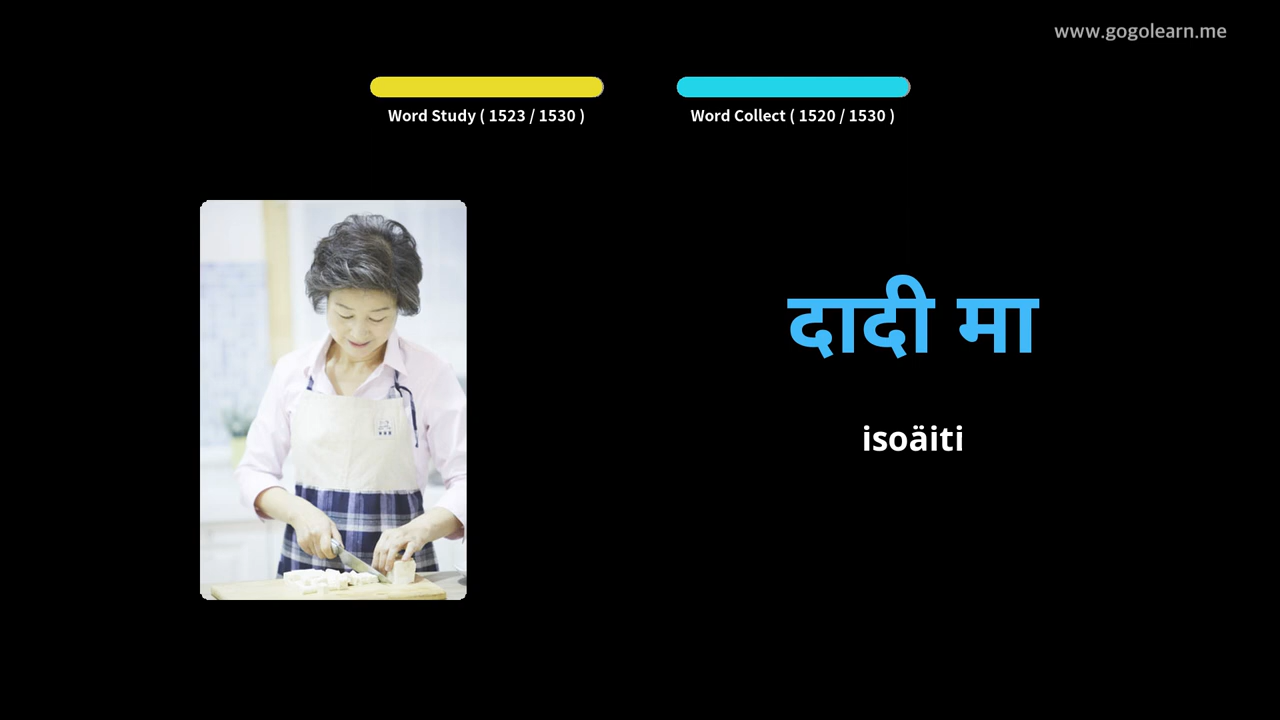 www.gogolearn.me
Word Study ( 1523 / 1530 )
Word Collect ( 1520 / 1530 )
दादी मा
isoäiti